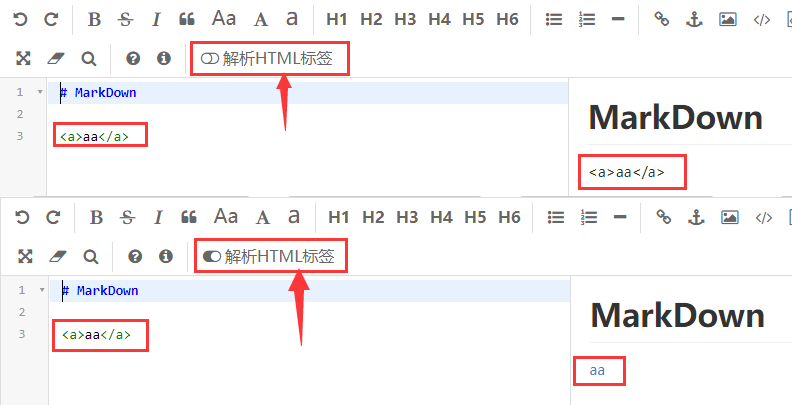 B S I Aa A a H1 H2 H3 H4 H5 H6
解析HTML标签
1 # MarkDown
2
3 <a>aa</a>
MarkDown
<a>aa</a>
B S I Aa A a H1 H2 H3 H4 H5 H6
解析HTML标签
1 # MarkDown
2
3 <a>aa</a>
MarkDown
aa